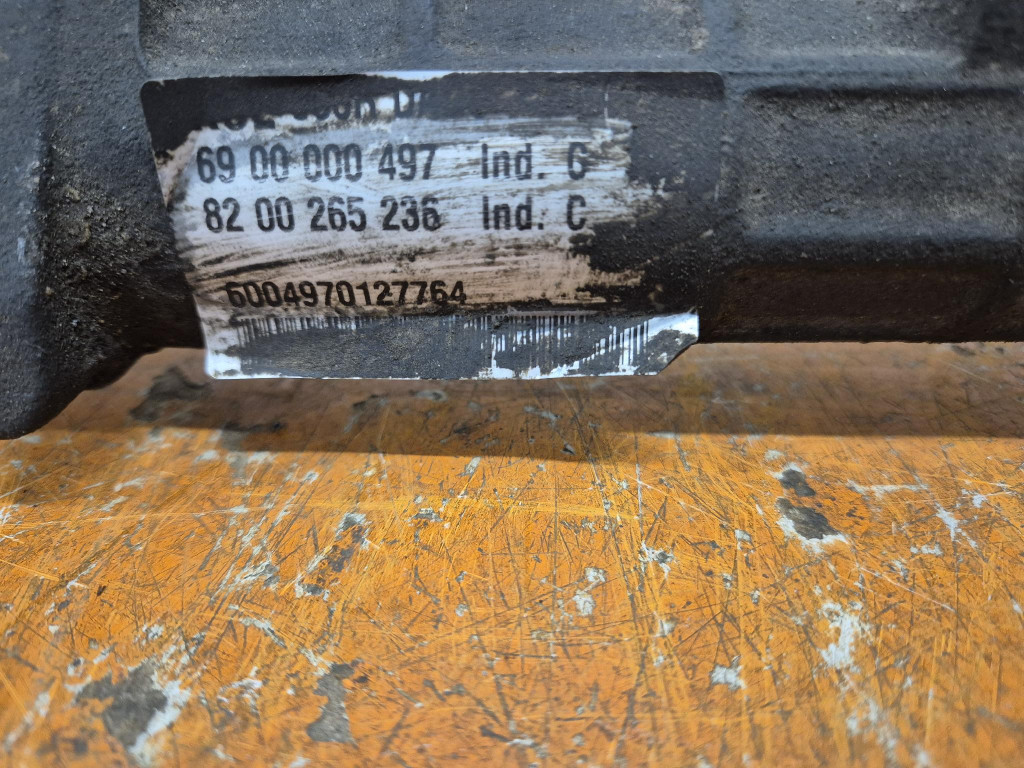 69 00 000 497 Ind. G
82 00 265 236 Ind. C
6004970127764